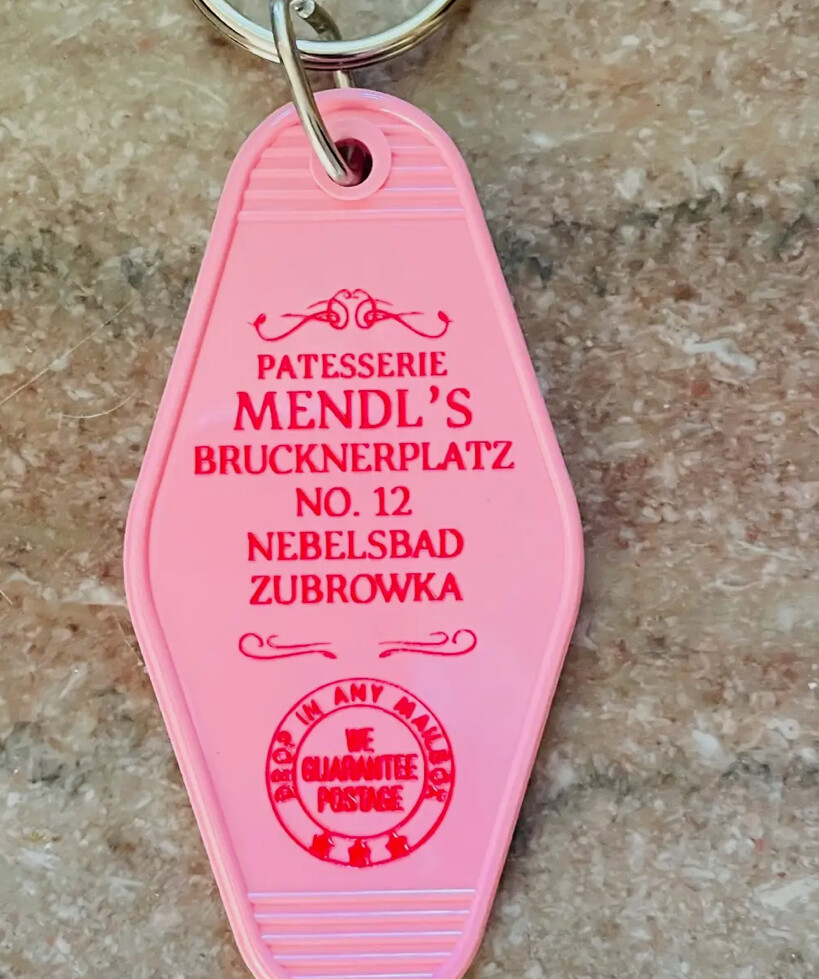 PATESSERIE
MENDL'S
BRUCKNERPLATZ
NO. 12
NEBELSBAD
ZUBROWKA
DROP IN ANY MAILBOX
WE
GUARANTEE
POSTAGE